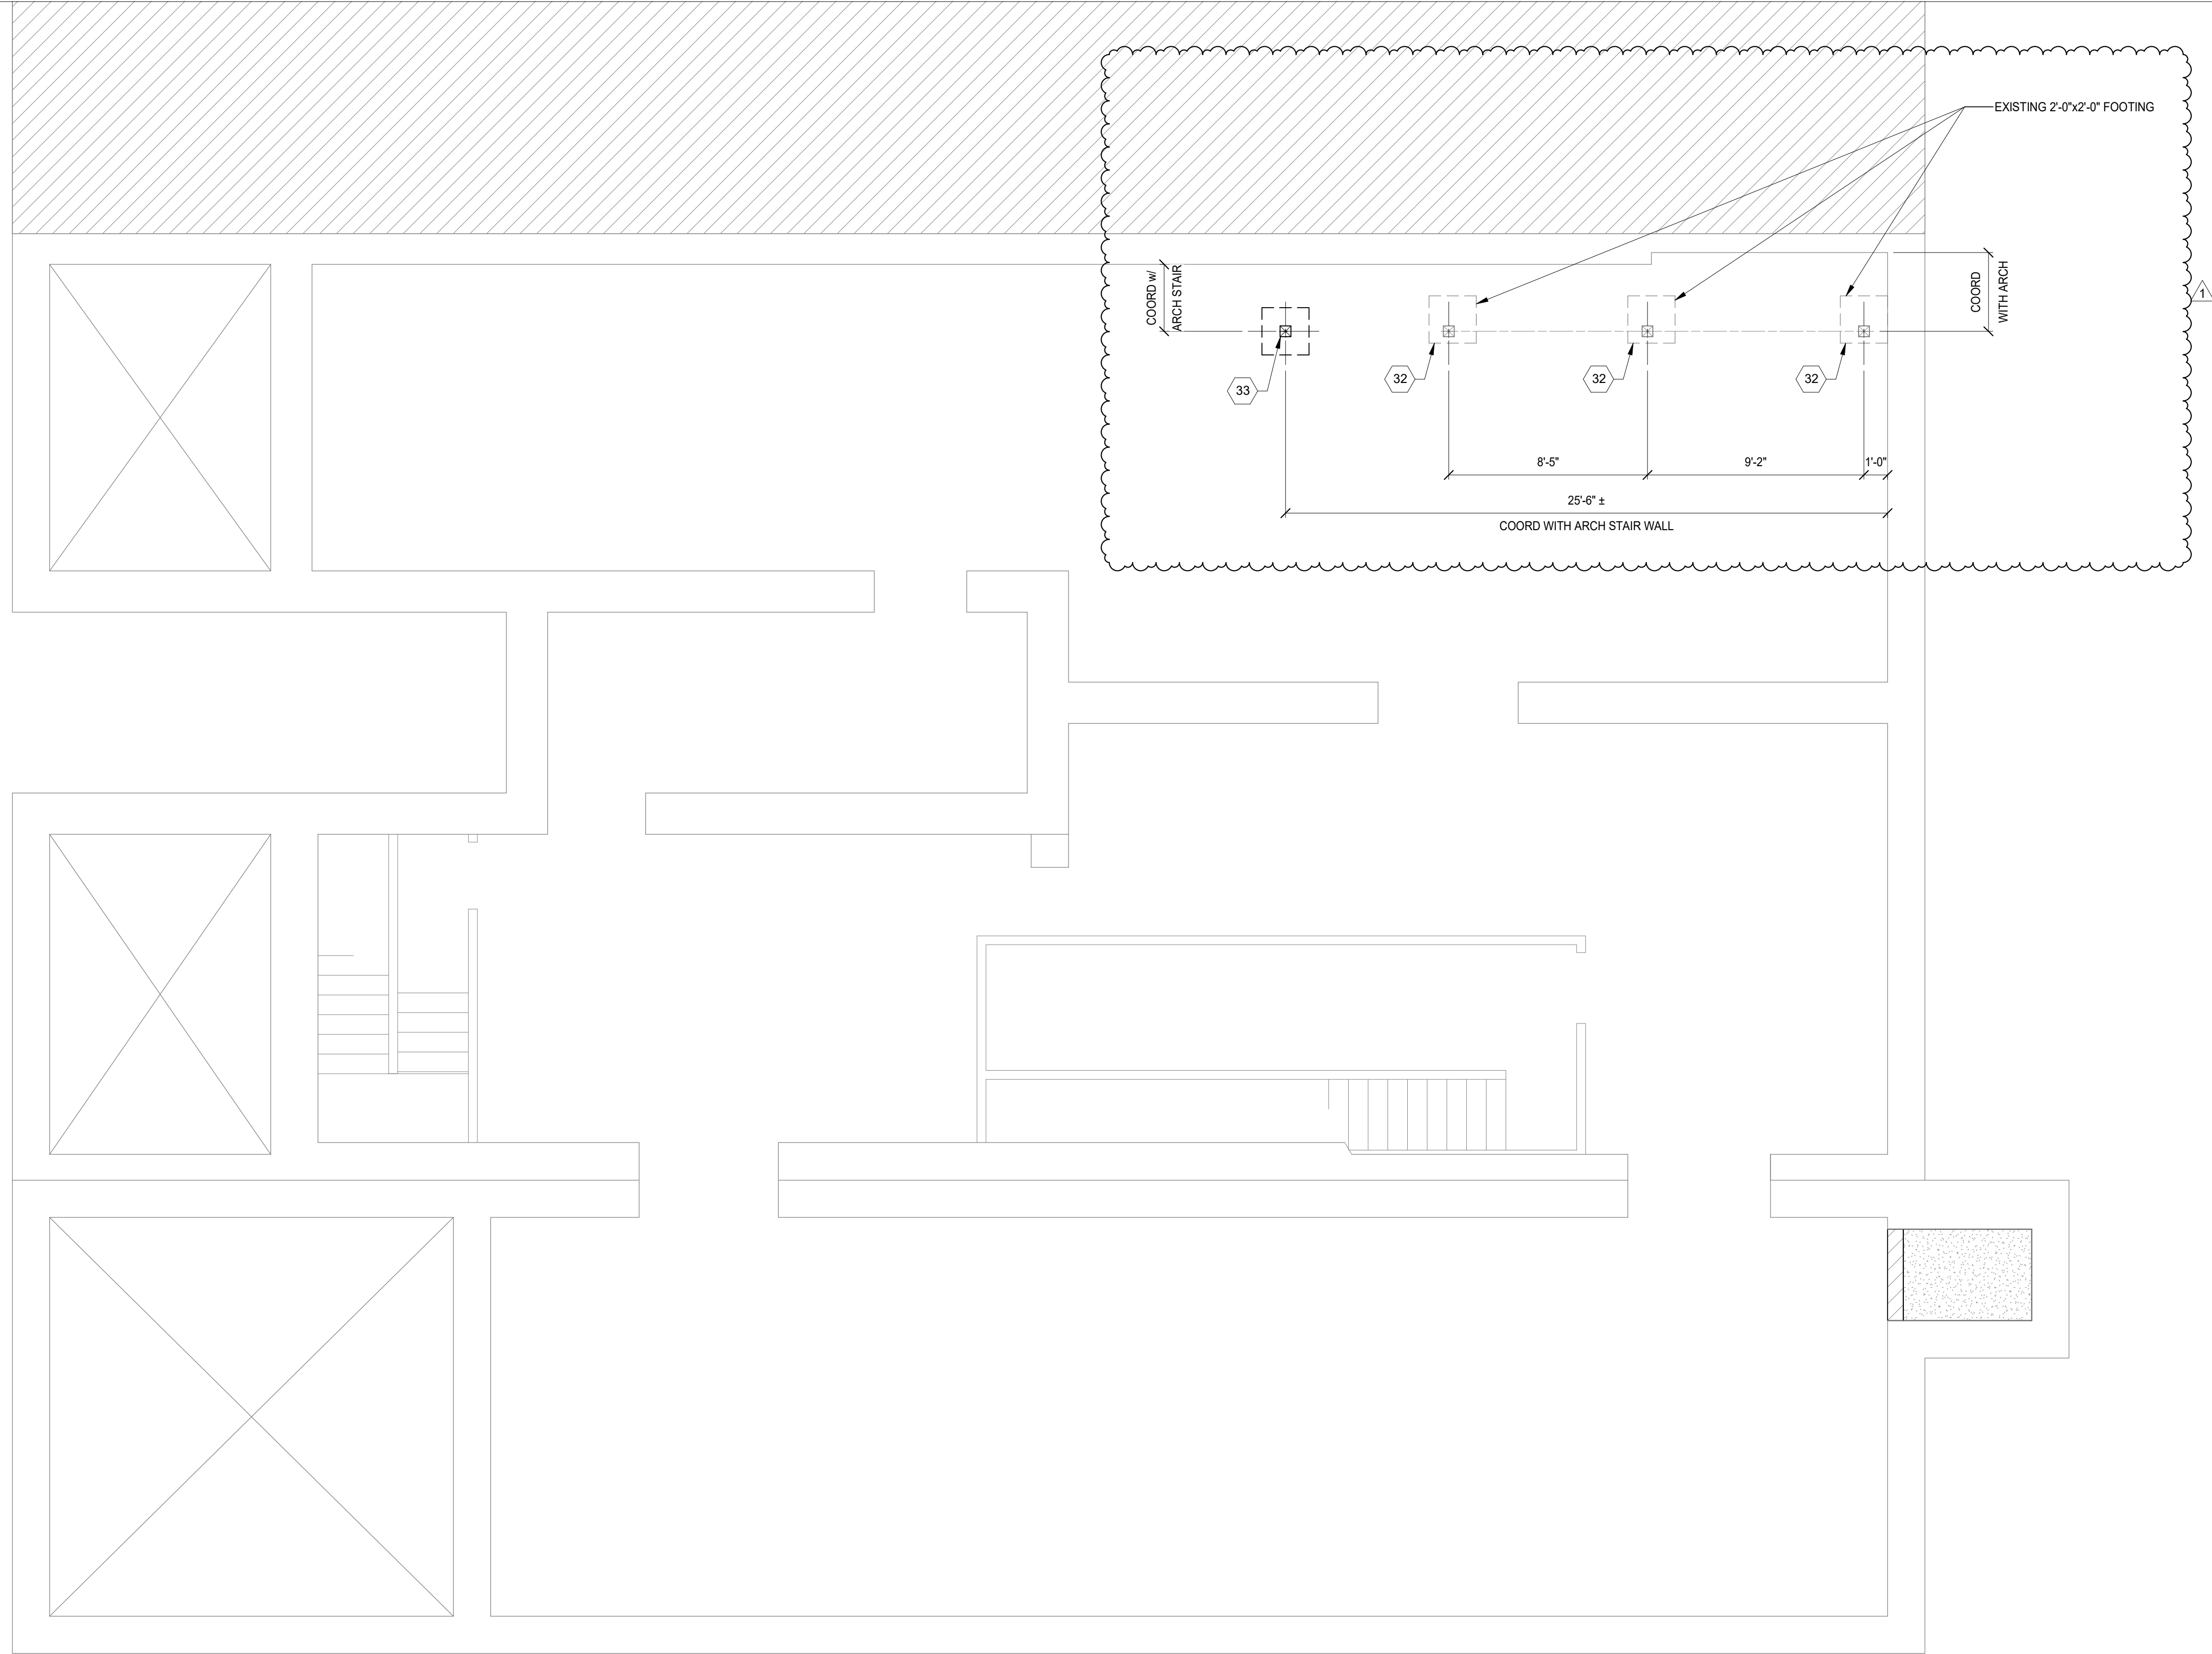 EXISTING 2'-0"x2'-0" FOOTING
COORD w/
ARCH STAIR
COORD
WITH ARCH
1
33
32
32
32
8'-5"
9'-2"
1'-0"
25'-6" ±
COORD WITH ARCH STAIR WALL